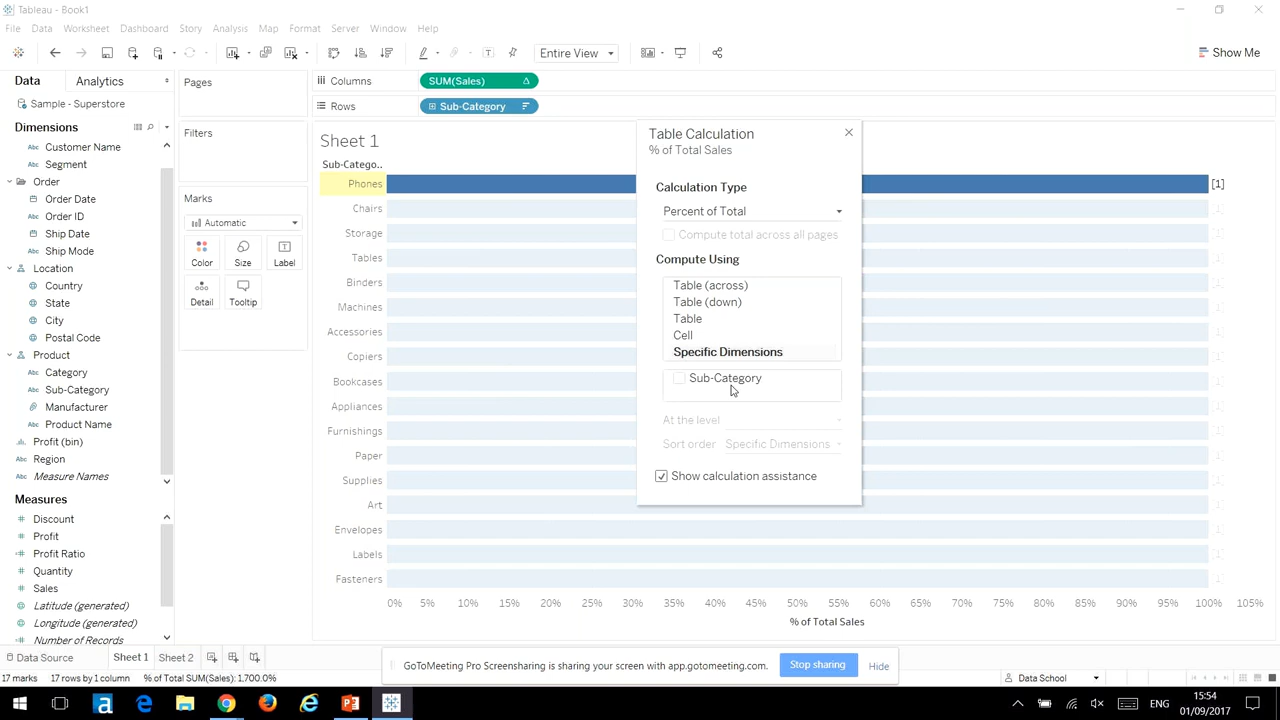 Tableau - Book1
File Data Worksheet Dashboard Story Analysis Map Format Server Window Help
Entire View
Show Me
Data Analytics
Sample - Superstore
Dimensions
Abc Customer Name
Abc Segment
Order
Order Date
Abc Order ID
Ship Date
Abc Ship Mode
Location
Country
State
City
Postal Code
Product
Abc Category
Abc Sub-Category
Manufacturer
Abc Product Name
Profit (bin)
Abc Region
Abc Measure Names
Measures
# Discount
# Profit
=# Profit Ratio
# Quantity
# Sales
Latitude (generated)
Longitude (generated)
=# Number of Records
Pages
Filters
Marks
Automatic
Color Size Label
Detail Tooltip
Columns SUM(Sales) Δ
Rows Sub-Category
Sheet 1
Sub-Catego..
Phones [1]
Chairs
Storage
Tables
Binders
Machines
Accessories
Copiers
Bookcases
Appliances
Furnishings
Paper
Supplies
Art
Envelopes
Labels
Fasteners
0% 5% 10% 15% 20% 25% 30% 35% 40% 45% 50% 55% 60% 65% 70% 75% 80% 85% 90% 95% 100% 105%
% of Total Sales
Table Calculation
% of Total Sales
Calculation Type
Percent of Total
Compute total across all pages
Compute Using
Table (across)
Table (down)
Table
Cell
Specific Dimensions
Sub-Category
At the level
Sort order Specific Dimensions
Show calculation assistance
Data Source Sheet 1 Sheet 2
GoToMeeting Pro Screensharing is sharing your screen with app.gotomeeting.com. Stop sharing Hide
17 marks 17 rows by 1 column % of Total SUM(Sales): 1,700.0%
Data School
ENG
15:54
01/09/2017